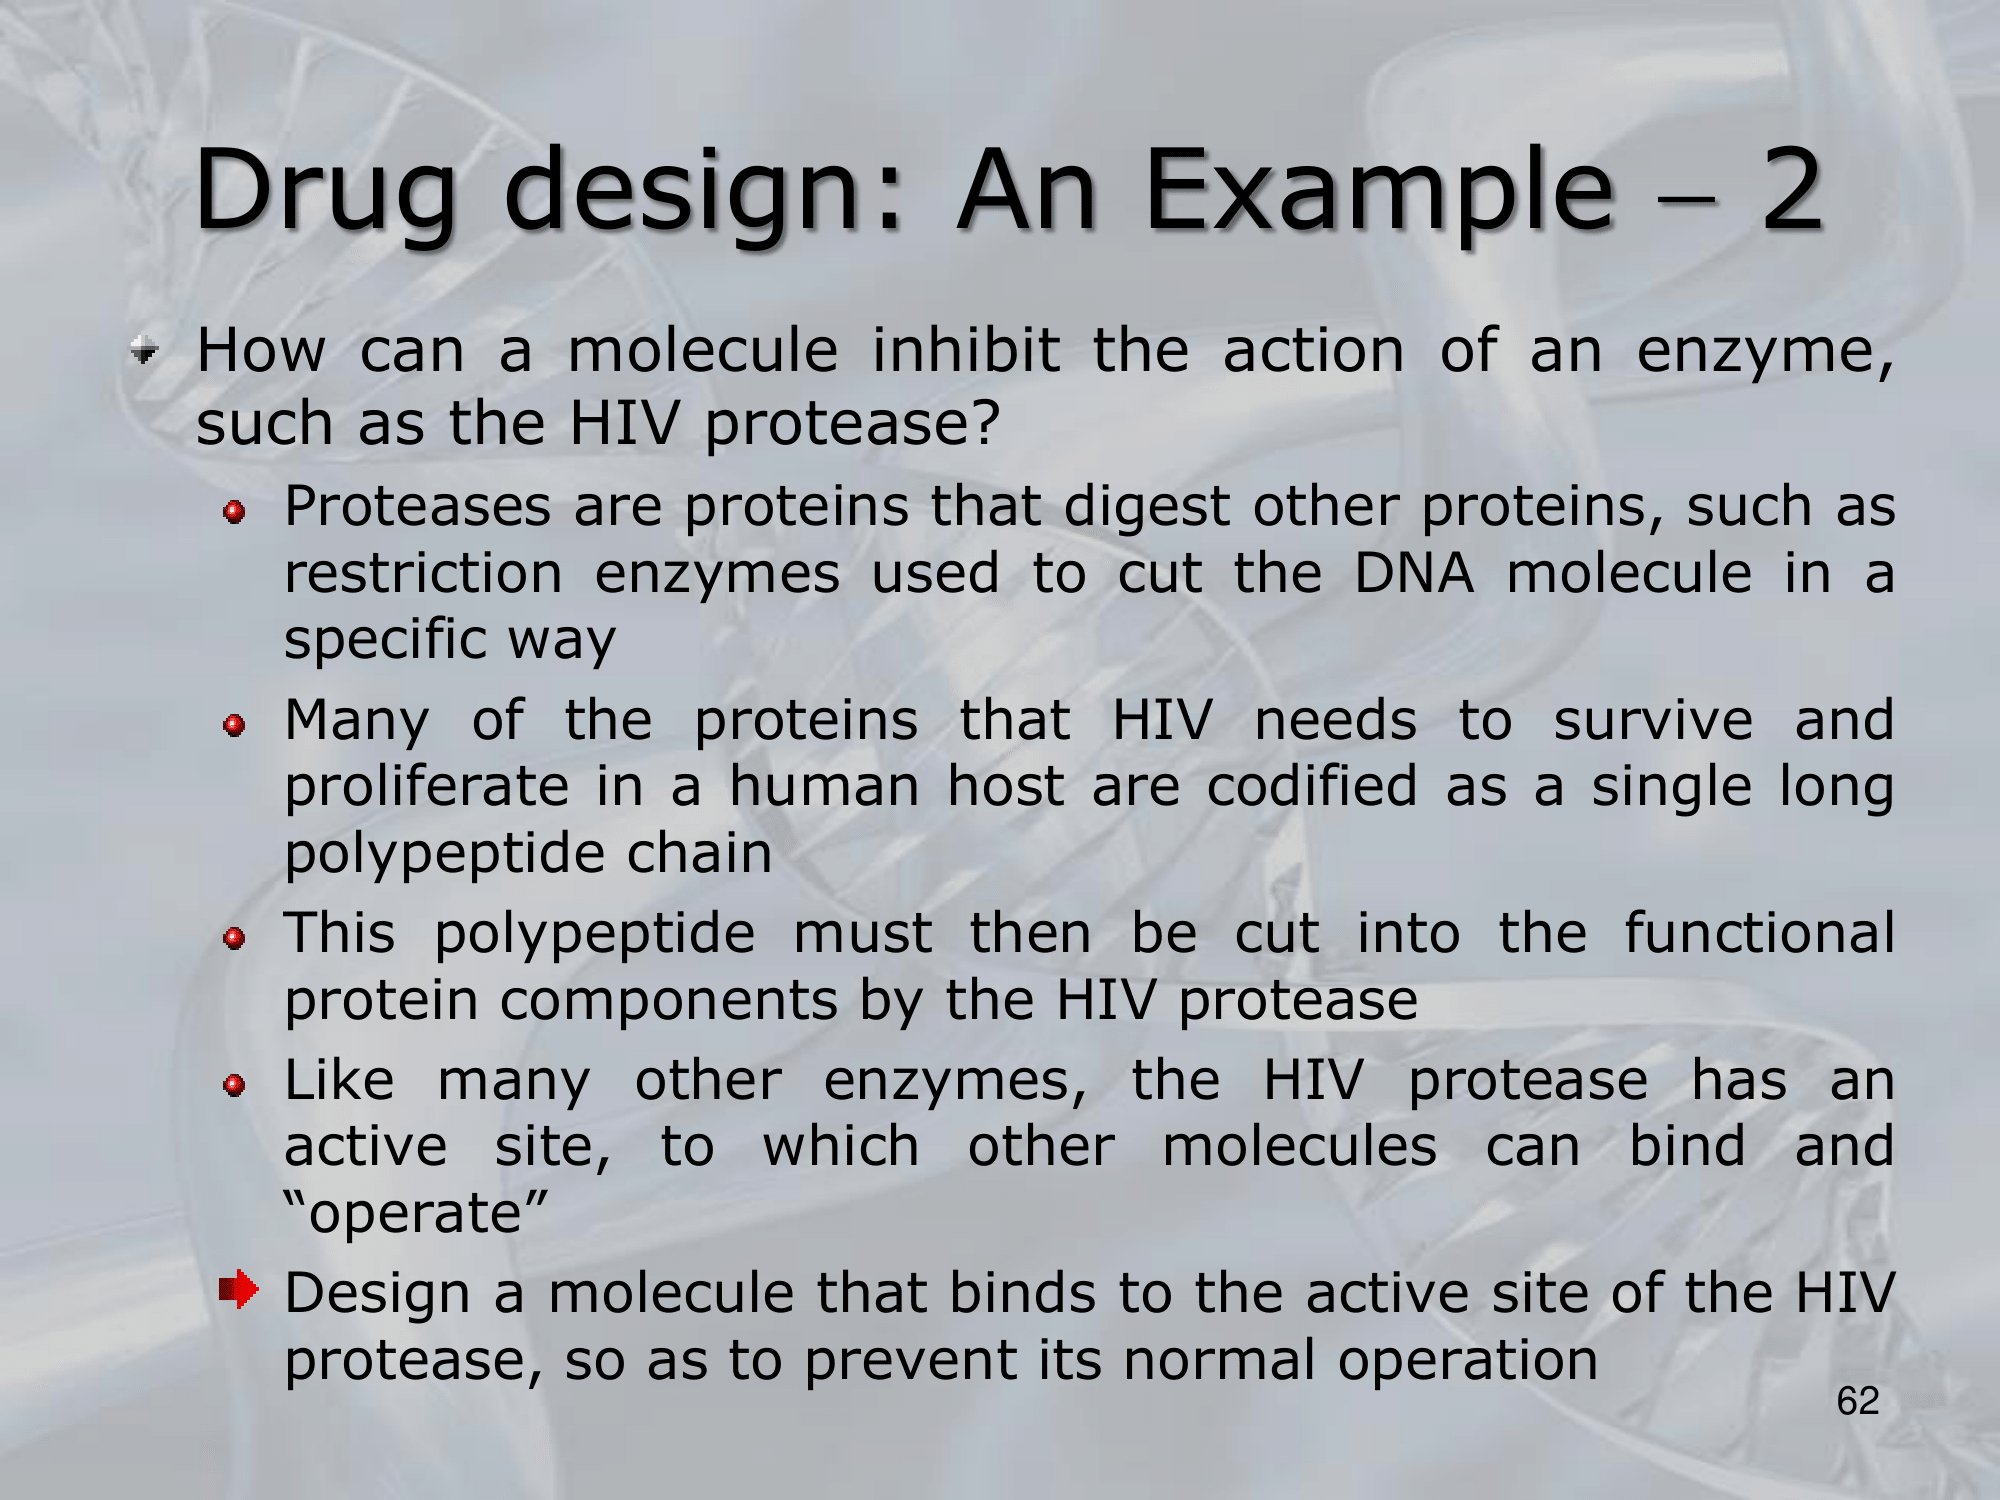 Drug design: An Example – 2
How can a molecule inhibit the action of an enzyme,
such as the HIV protease?
Proteases are proteins that digest other proteins, such as
restriction enzymes used to cut the DNA molecule in a
specific way
Many of the proteins that HIV needs to survive and
proliferate in a human host are codified as a single long
polypeptide chain
This polypeptide must then be cut into the functional
protein components by the HIV protease
Like many other enzymes, the HIV protease has an
active site, to which other molecules can bind and
“operate”
Design a molecule that binds to the active site of the HIV
protease, so as to prevent its normal operation
62